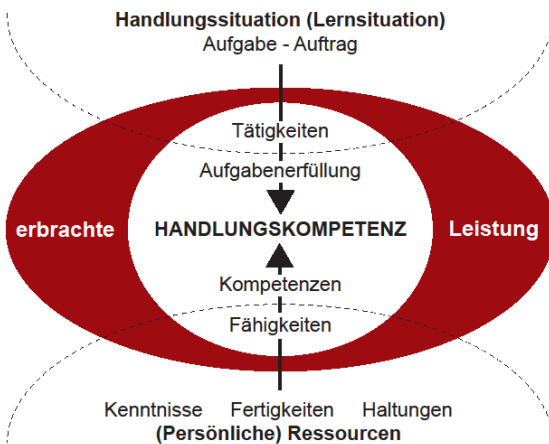 Handlungssituation (Lernsituation)
Aufgabe - Auftrag
Tätigkeiten
Aufgabenerfüllung
erbrachte HANDLUNGSKOMPETENZ Leistung
Kompetenzen
Fähigkeiten
Kenntnisse Fertigkeiten Haltungen
(Persönliche) Ressourcen